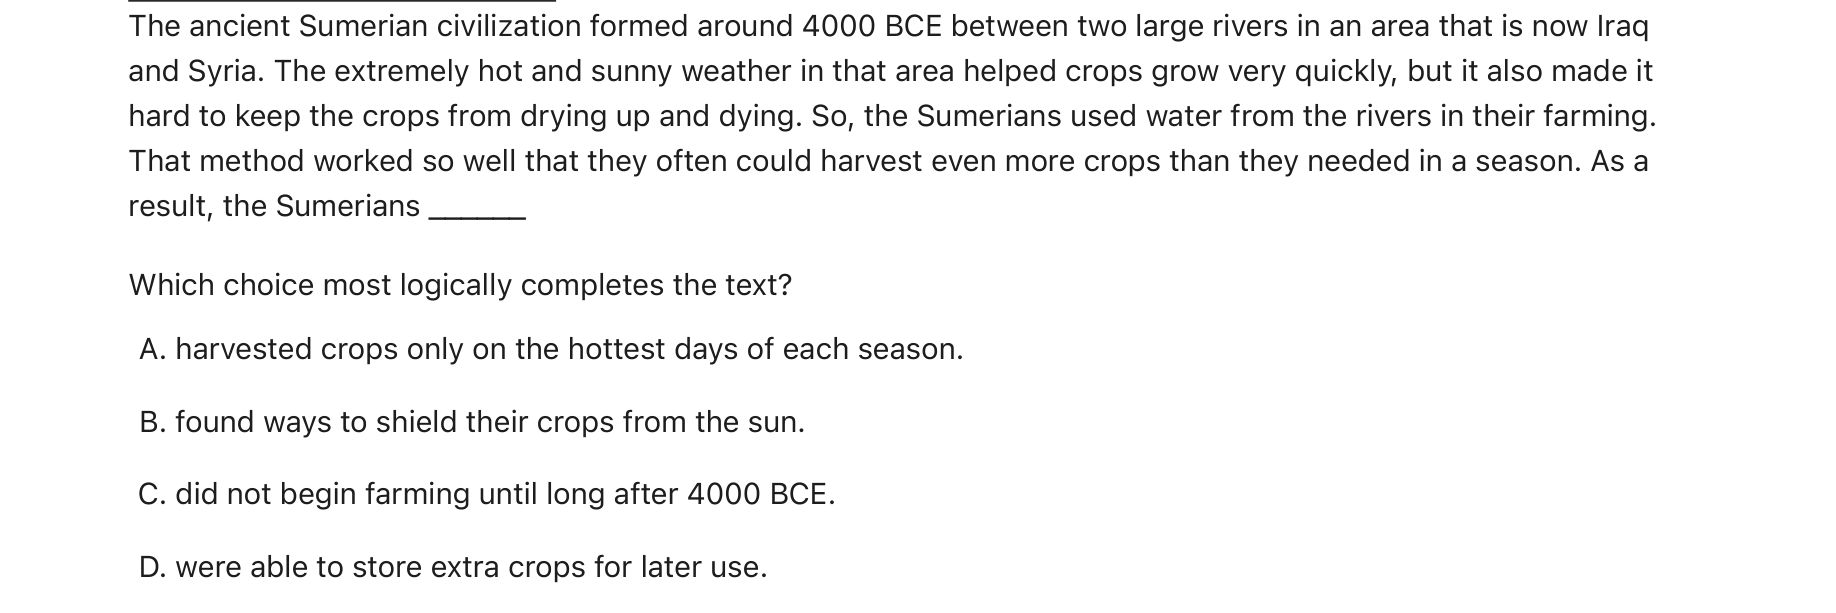 The ancient Sumerian civilization formed around 4000 BCE between two large rivers in an area that is now Iraq
and Syria. The extremely hot and sunny weather in that area helped crops grow very quickly, but it also made it
hard to keep the crops from drying up and dying. So, the Sumerians used water from the rivers in their farming.
That method worked so well that they often could harvest even more crops than they needed in a season. As a
result, the Sumerians ______
Which choice most logically completes the text?
A. harvested crops only on the hottest days of each season.
B. found ways to shield their crops from the sun.
C. did not begin farming until long after 4000 BCE.
D. were able to store extra crops for later use.